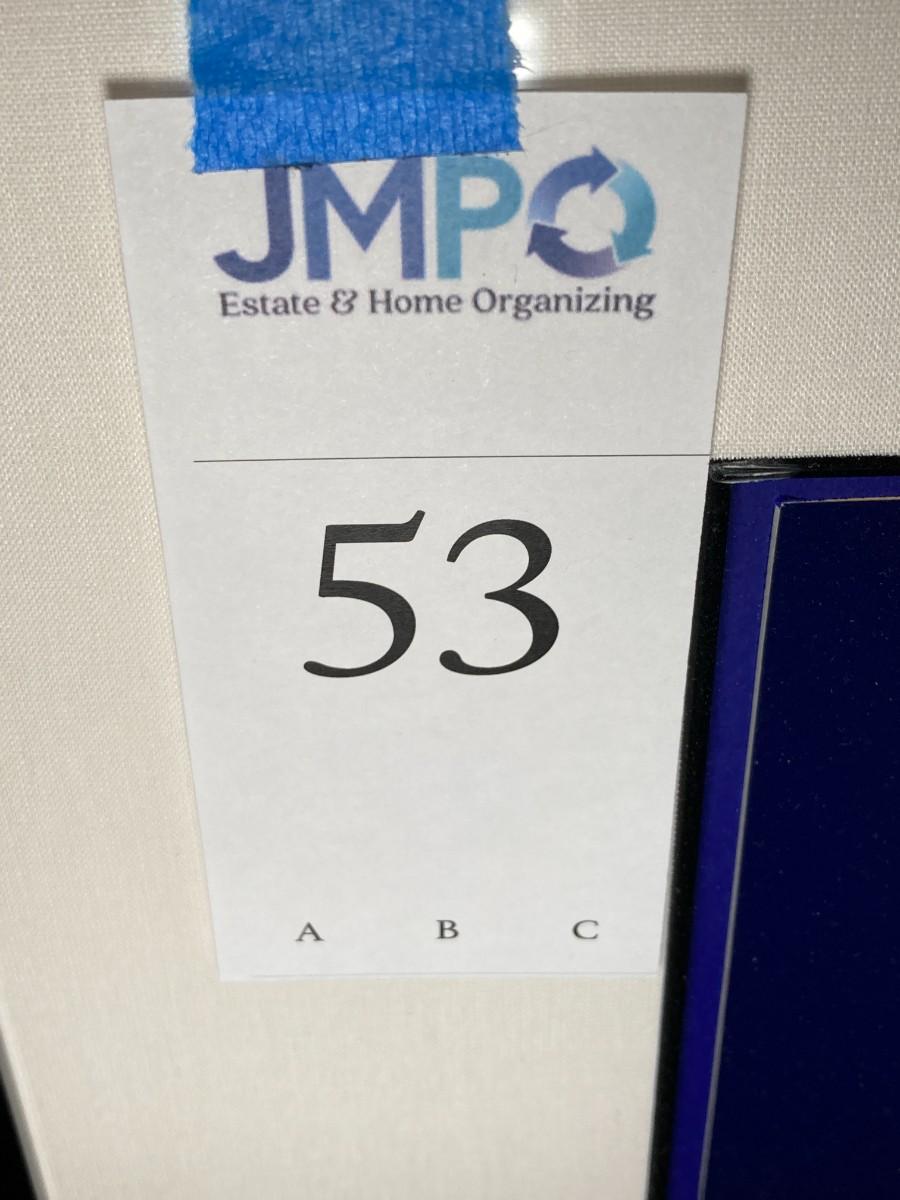 JMPO
Estate & Home Organizing
53
A B C